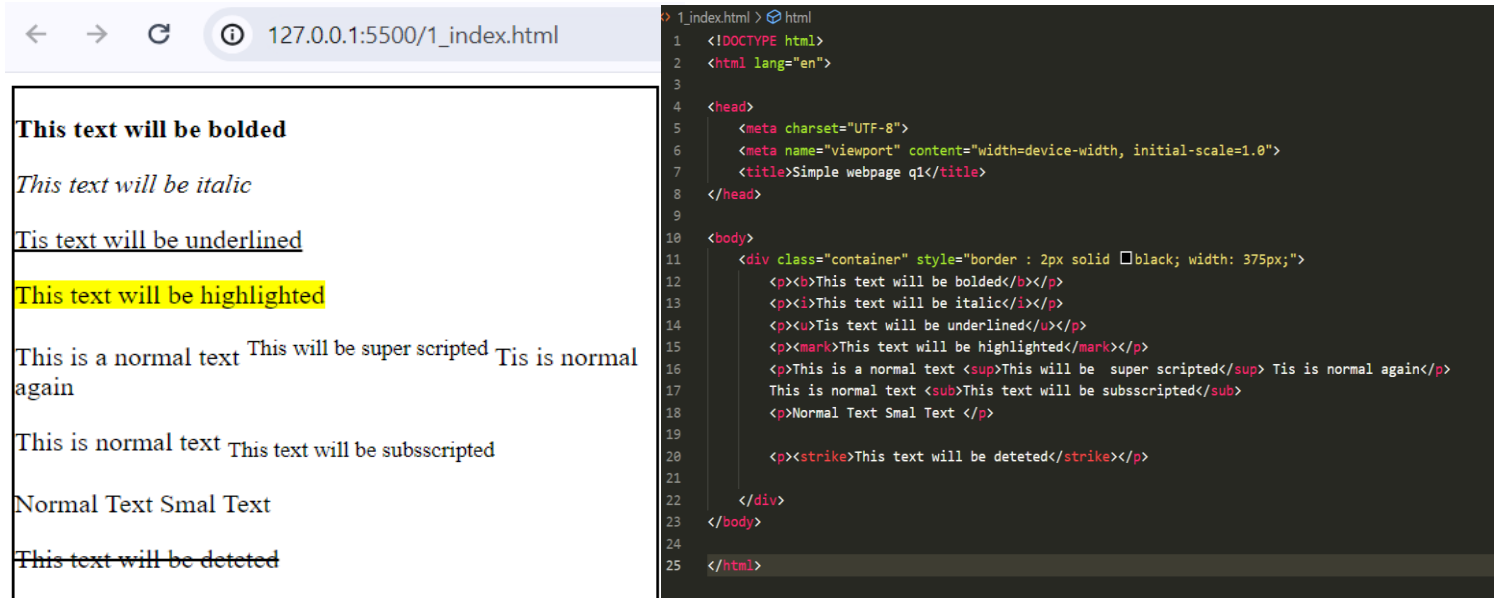 127.0.0.1:5500/1_index.html
This text will be bolded
This text will be italic
Tis text will be underlined
This text will be highlighted
This is a normal text This will be super scripted Tis is normal
again
This is normal text This text will be subsscripted
Normal Text Smal Text
This text will be deteted
1_index.html > html
1 <!DOCTYPE html>
2 <html lang="en">
3
4 <head>
5 <meta charset="UTF-8">
6 <meta name="viewport" content="width=device-width, initial-scale=1.0">
7 <title>Simple webpage q1</title>
8 </head>
9
10 <body>
11 <div class="container" style="border : 2px solid black; width: 375px;">
12 <p><b>This text will be bolded</b></p>
13 <p><i>This text will be italic</i></p>
14 <p><u>Tis text will be underlined</u></p>
15 <p><mark>This text will be highlighted</mark></p>
16 <p>This is a normal text <sup>This will be  super scripted</sup> Tis is normal again</p>
17 This is normal text <sub>This text will be subsscripted</sub>
18 <p>Normal Text Smal Text </p>
19
20 <p><strike>This text will be deteted</strike></p>
21
22 </div>
23 </body>
24
25 </html>